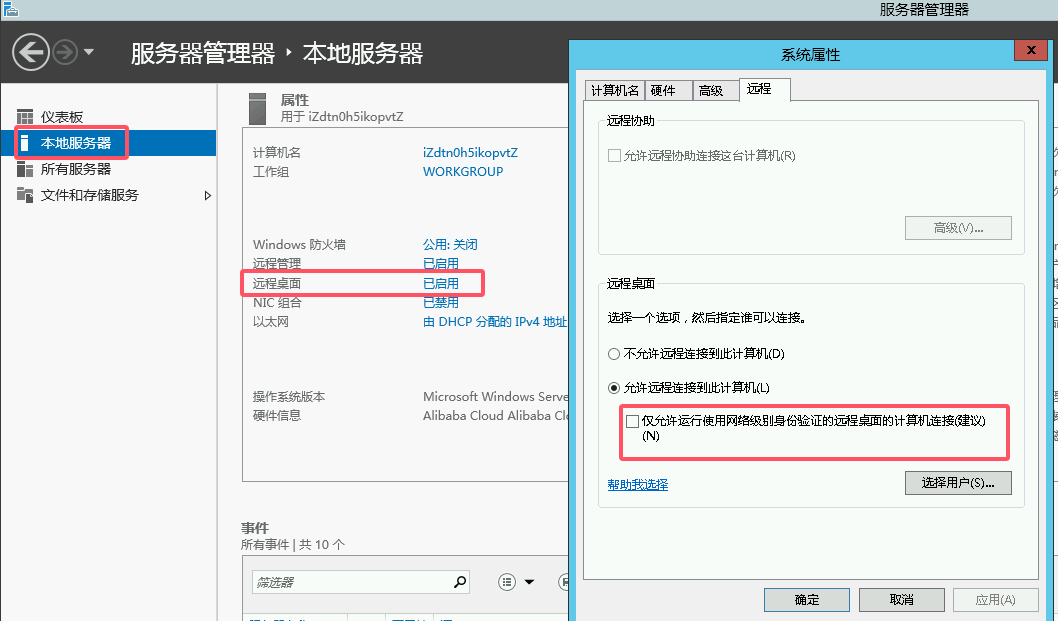 服务器管理器
服务器管理器 · 本地服务器
仪表板
本地服务器
所有服务器
文件和存储服务
属性
用于 iZdtn0h5ikopvtZ
计算机名 iZdtn0h5ikopvtZ
工作组 WORKGROUP
Windows 防火墙 公用: 关闭
远程管理 已启用
远程桌面 已启用
NIC 组合 已禁用
以太网 由 DHCP 分配的 IPv4 地址
操作系统版本 Microsoft Windows Serve
硬件信息 Alibaba Cloud Alibaba Clo
事件
所有事件 | 共 10 个
筛选器
系统属性
计算机名 硬件 高级 远程
远程协助
允许远程协助连接这台计算机(R)
高级(V)...
远程桌面
选择一个选项，然后指定谁可以连接。
不允许远程连接到此计算机(D)
允许远程连接到此计算机(L)
仅允许运行使用网络级别身份验证的远程桌面的计算机连接(建议)
(N)
帮助我选择
选择用户(S)...
确定 取消 应用(A)